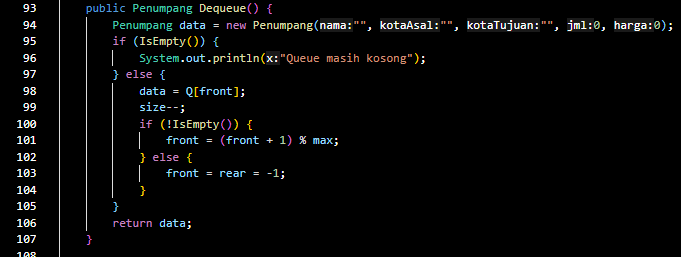 93 public Penumpang Dequeue() {
94 Penumpang data = new Penumpang(nama:"", kotaAsal:"", kotaTujuan:"", jml:0, harga:0);
95 if (IsEmpty()) {
96 System.out.println(x:"Queue masih kosong");
97 } else {
98 data = Q[front];
99 size--;
100 if (!IsEmpty()) {
101 front = (front + 1) % max;
102 } else {
103 front = rear = -1;
104 }
105 }
106 return data;
107 }
108